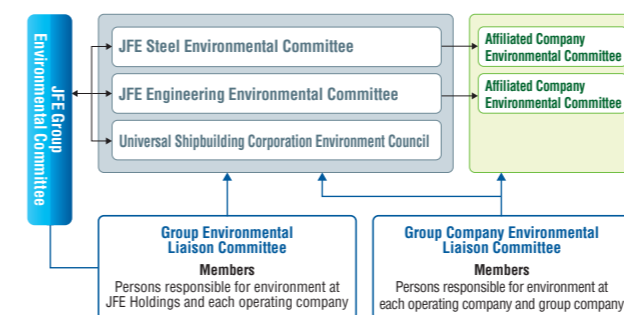 JFE Group
Environmental Committee
JFE Steel Environmental Committee
JFE Engineering Environmental Committee
Universal Shipbuilding Corporation Environment Council
Affiliated Company
Environmental Committee
Affiliated Company
Environmental Committee
Group Environmental
Liaison Committee
Members
Persons responsible for environment at
JFE Holdings and each operating company
Group Company Environmental
Liaison Committee
Members
Persons responsible for environment at
each operating company and group company